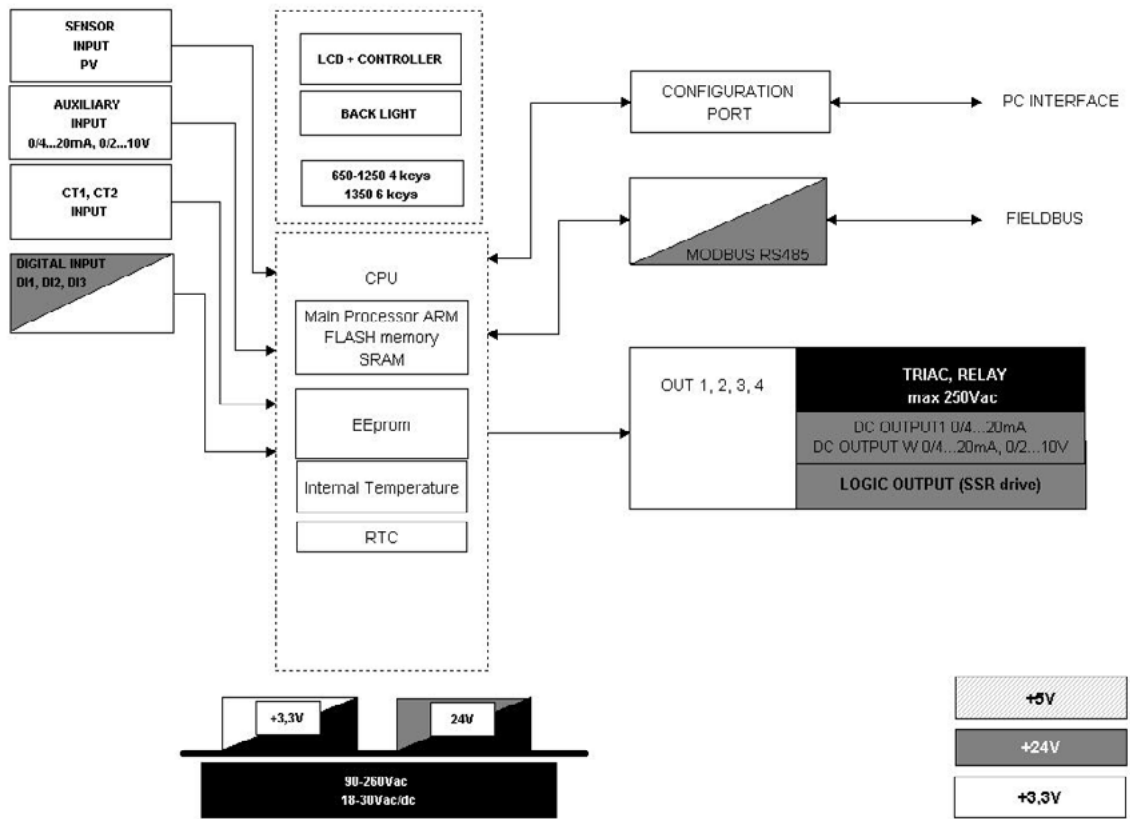 SENSOR
INPUT
PV
AUXILIARY
INPUT
0/4...20mA, 0/2...10V
CT1, CT2
INPUT
DIGITAL INPUT
DI1, DI2, DI3
LCD + CONTROLLER
BACK LIGHT
650-1250 4 keys
1350 6 keys
CPU
Main Processor ARM
FLASH memory
SRAM
EEprom
Internal Temperature
RTC
CONFIGURATION
PORT
PC INTERFACE
MODBUS RS485
FIELDBUS
OUT 1, 2, 3, 4
TRIAC, RELAY
max 250Vac
DC OUTPUT1 0/4...20mA
DC OUTPUT W 0/4...20mA, 0/2...10V
LOGIC OUTPUT (SSR drive)
+3,3V
24V
90-260Vac
18-30Vac/dc
+5V
+24V
+3,3V